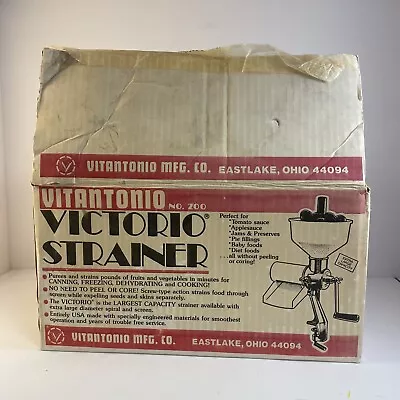 VITANTONIO MFG. CO. EASTLAKE, OHIO 44094
VITANTONIO NO. 200
VICTORIO®
STRAINER
Perfect for
• Tomato sauce
• Applesauce
• Jams & Preserves
• Pie fillings
• Baby foods
• Diet foods
...all without peeling
or coring!
• Purees and strains pounds of fruits and vegetables in minutes for
CANNING, FREEZING, DEHYDRATING and COOKING!
• NO NEED TO PEEL OR CORE! Screw-type action strains food through
screen while expelling seeds and skins separately.
• The VICTORIO® is the LARGEST CAPACITY strainer available with
extra large diameter spiral and screen.
• Entirely USA made with specially engineered materials for smoothest
operation and years of trouble free service.
VITANTONIO MFG. CO. EASTLAKE, OHIO 44094